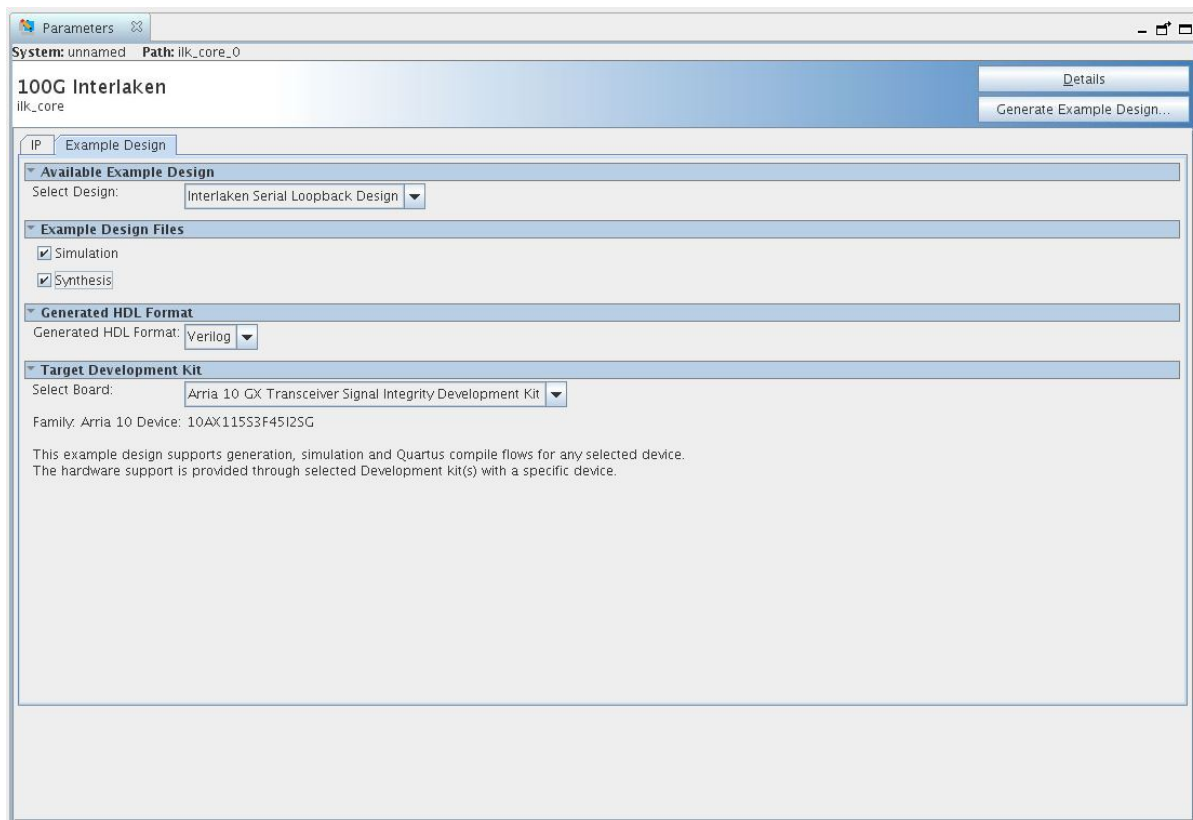 Parameters
System: unnamed Path: ilk_core_0
100G Interlaken
ilk_core
Details
Generate Example Design...
IP Example Design
Available Example Design
Select Design: Interlaken Serial Loopback Design
Example Design Files
Simulation
Synthesis
Generated HDL Format
Generated HDL Format: Verilog
Target Development Kit
Select Board: Arria 10 GX Transceiver Signal Integrity Development Kit
Family: Arria 10 Device: 10AX115S3F45I2SG
This example design supports generation, simulation and Quartus compile flows for any selected device.
The hardware support is provided through selected Development kit(s) with a specific device.